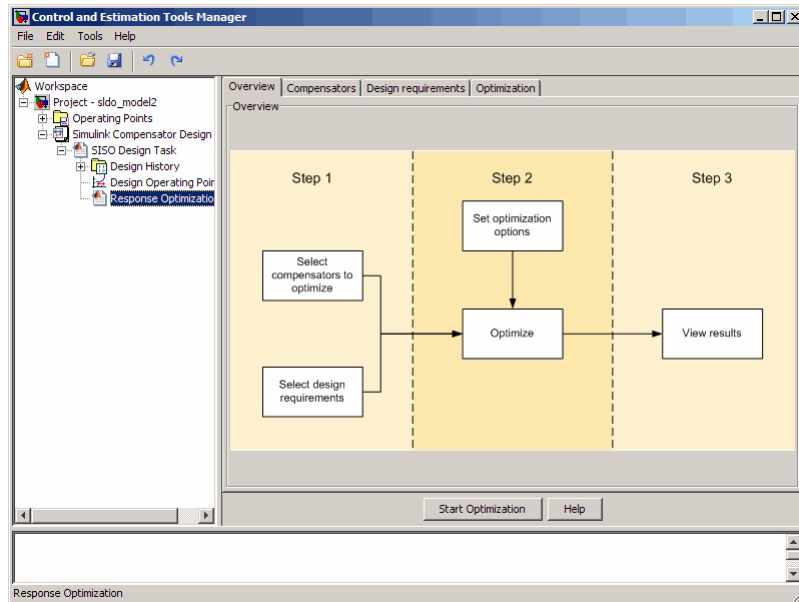 Control and Estimation Tools Manager
File Edit Tools Help
Workspace
Project - sldo_model2
Operating Points
Simulink Compensator Design
SISO Design Task
Design History
Design Operating Poir
Response Optimizatio
Overview Compensators Design requirements Optimization
Overview
Step 1
Step 2
Step 3
Set optimization
options
Select
compensators to
optimize
Optimize
View results
Select design
requirements
Start Optimization
Help
Response Optimization